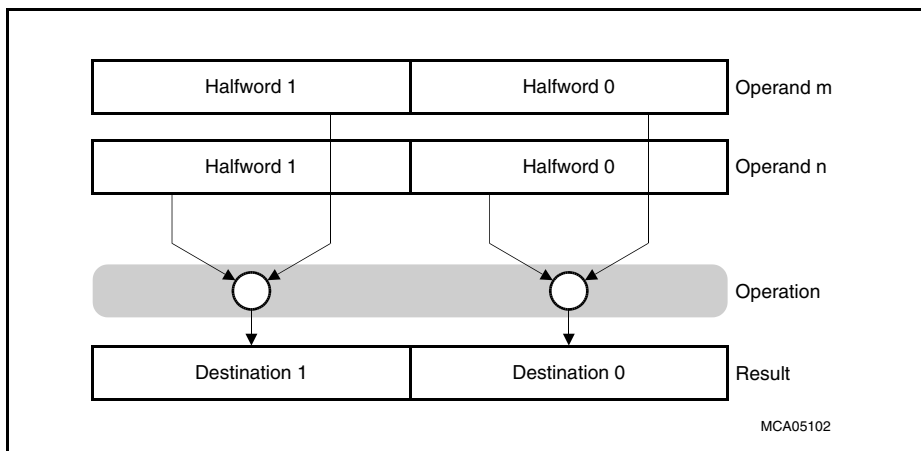 Halfword 1 Halfword 0 Operand m
Halfword 1 Halfword 0 Operand n
Operation
Destination 1 Destination 0 Result
MCA05102